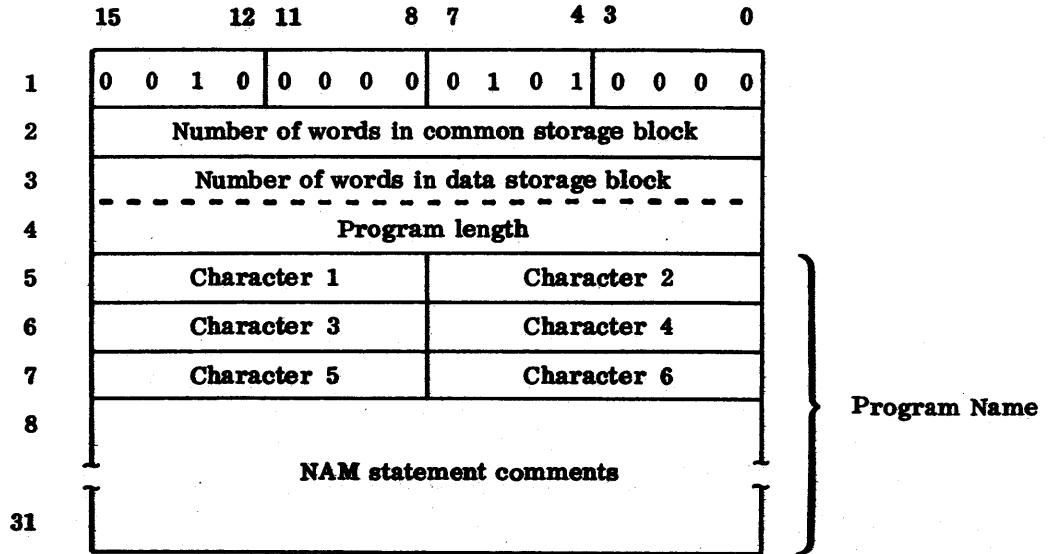 15 12 11 8 7 4 3 0
1 0 0 1 0 0 0 0 0 0 1 0 1 0 0 0 0
2 Number of words in common storage block
3 Number of words in data storage block
4 Program length
5 Character 1 Character 2
6 Character 3 Character 4
7 Character 5 Character 6
8
Program Name
NAM statement comments
31